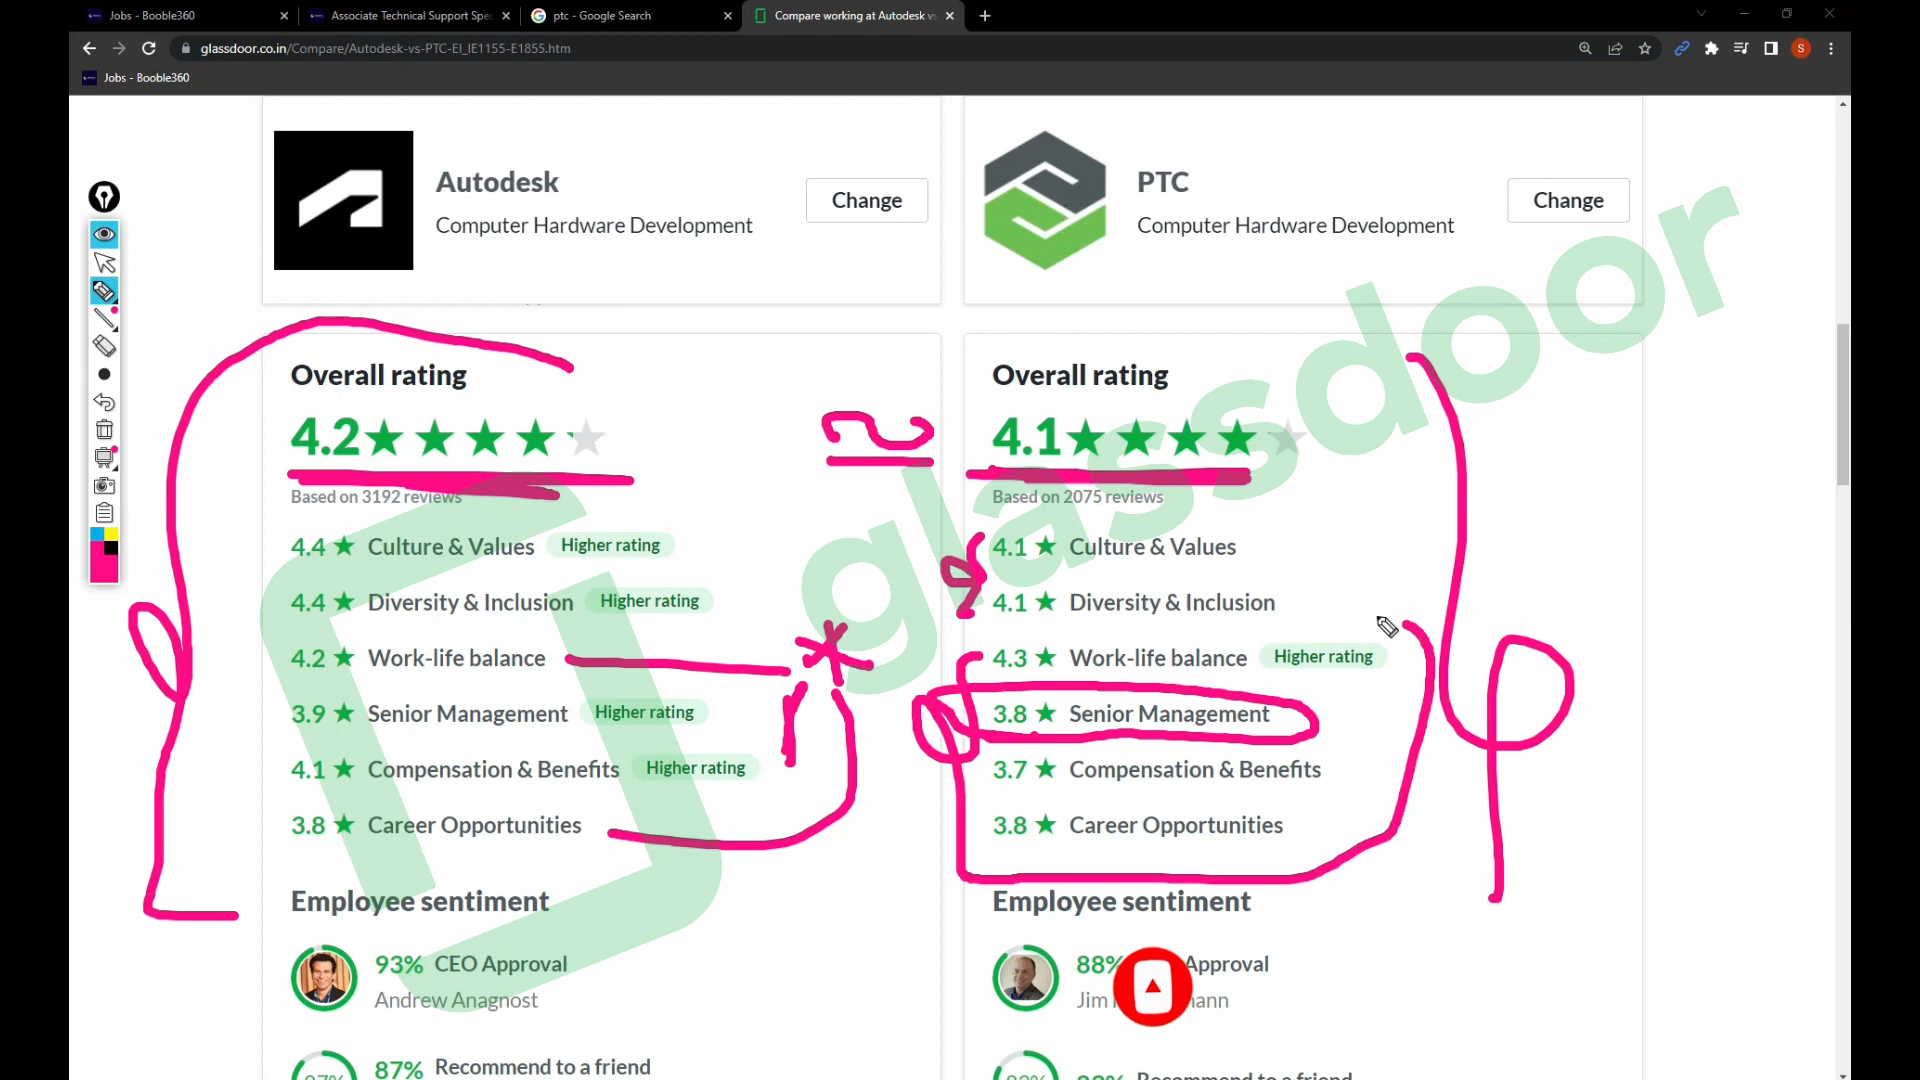 Jobs - Booble360
Associate Technical Support Spe
ptc - Google Search
Compare working at Autodesk vs
glassdoor.co.in/Compare/Autodesk-vs-PTC-EI_IE1155-E1855.htm
S
Jobs - Booble360
Autodesk
Computer Hardware Development
Change
PTC
Computer Hardware Development
Change
glassdoor
Overall rating
4.2
Based on 3192 reviews
4.4 ★ Culture & Values Higher rating
4.4 ★ Diversity & Inclusion Higher rating
4.2 ★ Work-life balance
3.9 ★ Senior Management Higher rating
4.1 ★ Compensation & Benefits Higher rating
3.8 ★ Career Opportunities
Employee sentiment
93% CEO Approval
Andrew Anagnost
87% Recommend to a friend
Overall rating
4.1
Based on 2075 reviews
4.1 ★ Culture & Values
4.1 ★ Diversity & Inclusion
4.3 ★ Work-life balance Higher rating
3.8 ★ Senior Management
3.7 ★ Compensation & Benefits
3.8 ★ Career Opportunities
Employee sentiment
88% Approval
Jim
Recommend to a friend